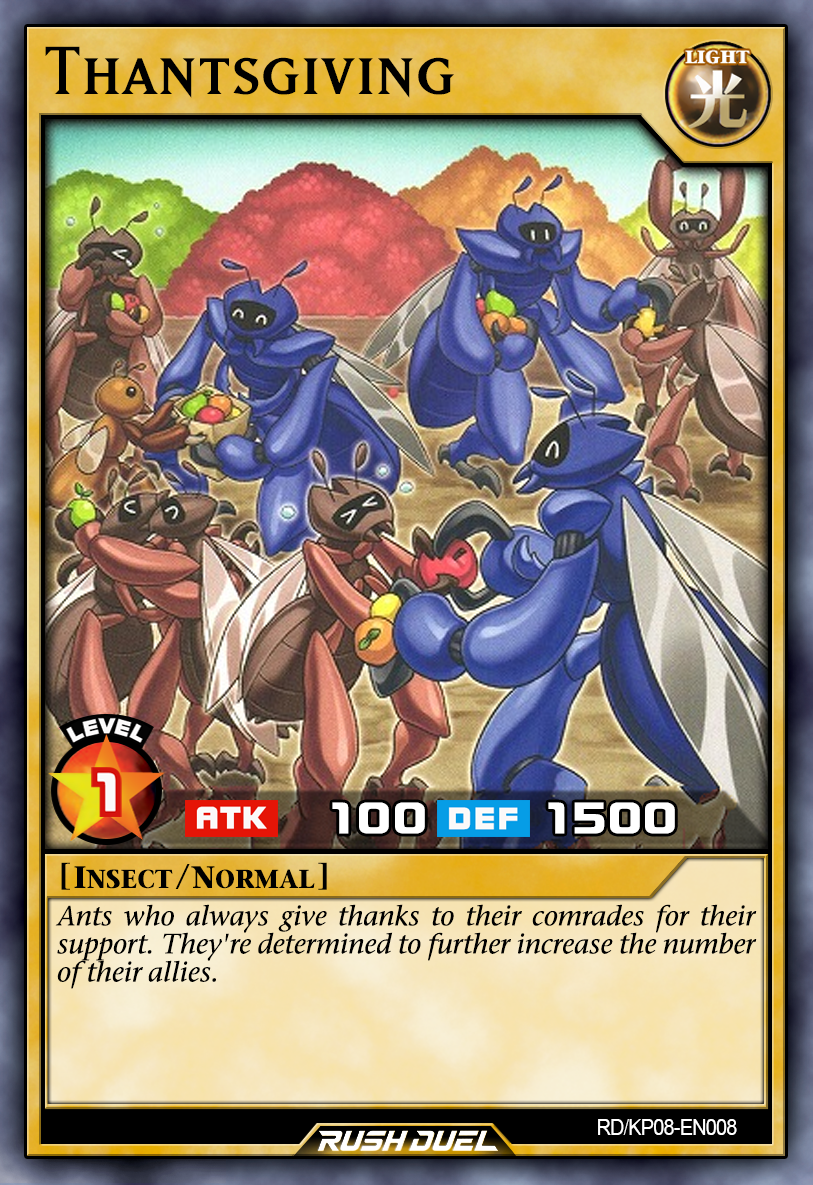 Thantsgiving
LIGHT
光
LEVEL
1
ATK 100 DEF 1500
[Insect/Normal]
Ants who always give thanks to their comrades for their
support. They're determined to further increase the number
of their allies.
RD/KP08-EN008
RUSH DUEL